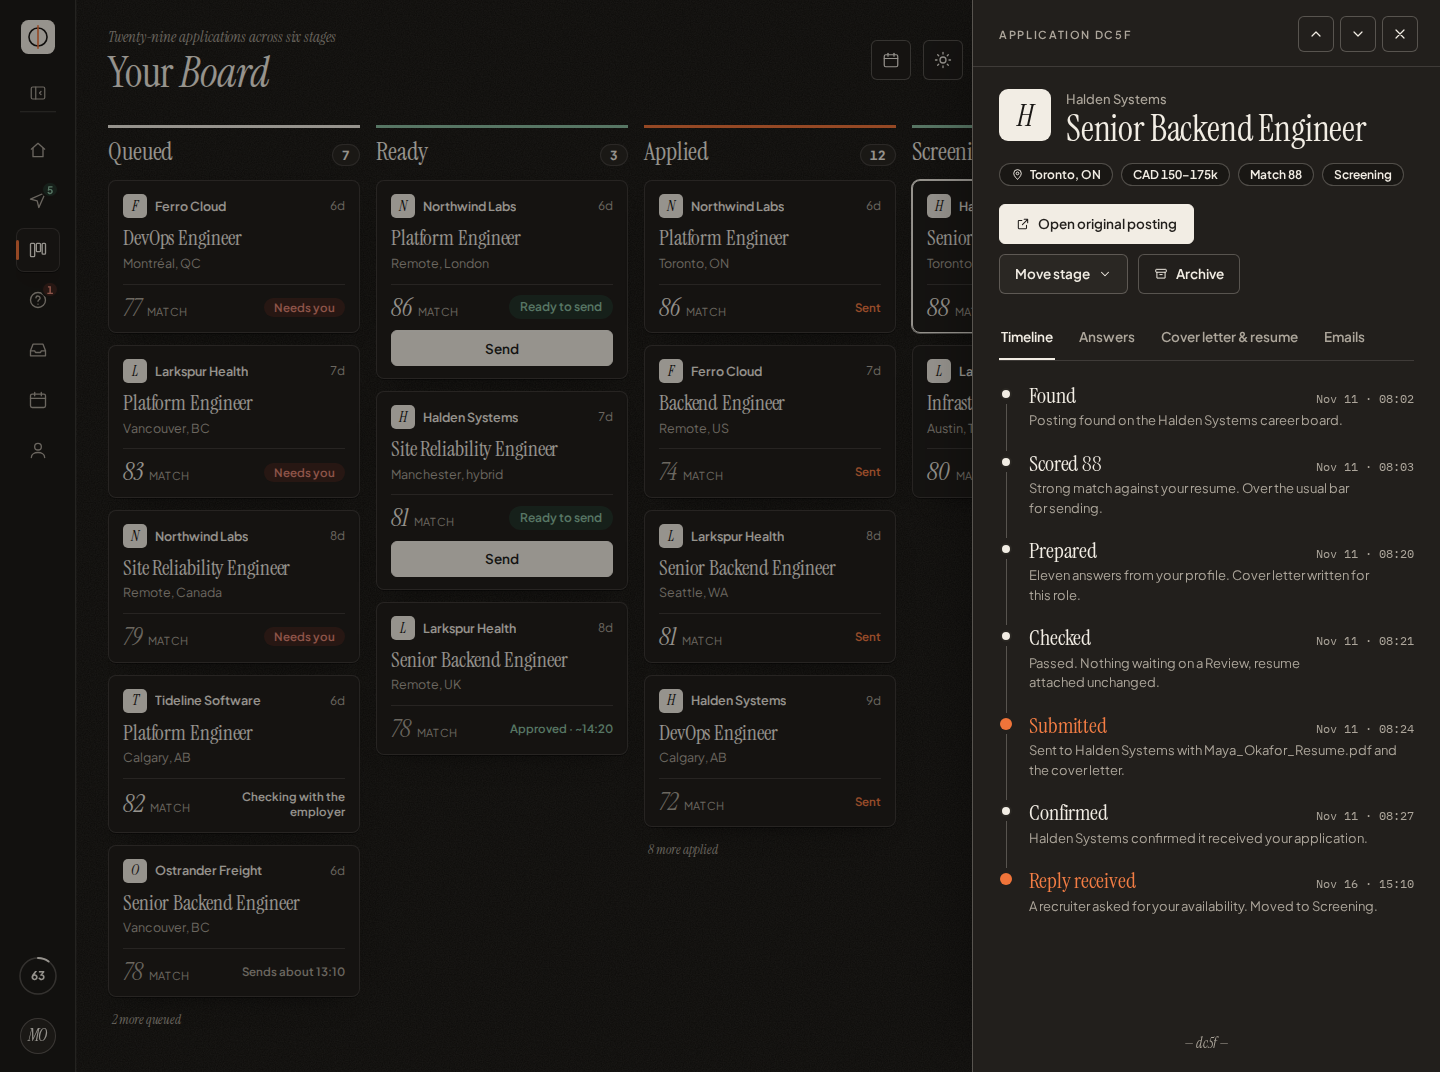 Twenty-nine applications across six stages
Your Board
5
1
63
MO
Queued 7
F Ferro Cloud 6d
DevOps Engineer
Montréal, QC
77 MATCH Needs you
L Larkspur Health 7d
Platform Engineer
Vancouver, BC
83 MATCH Needs you
N Northwind Labs 8d
Site Reliability Engineer
Remote, Canada
79 MATCH Needs you
T Tideline Software 6d
Platform Engineer
Calgary, AB
82 MATCH Checking with the
employer
O Ostrander Freight 6d
Senior Backend Engineer
Vancouver, BC
78 MATCH Sends about 13:10
2 more queued
Ready 3
N Northwind Labs 6d
Platform Engineer
Remote, London
86 MATCH Ready to send
Send
H Halden Systems 7d
Site Reliability Engineer
Manchester, hybrid
81 MATCH Ready to send
Send
L Larkspur Health 8d
Senior Backend Engineer
Remote, UK
78 MATCH Approved · ~14:20
Applied 12
N Northwind Labs 6d
Platform Engineer
Toronto, ON
86 MATCH Sent
F Ferro Cloud 7d
Backend Engineer
Remote, US
74 MATCH Sent
L Larkspur Health 8d
Senior Backend Engineer
Seattle, WA
81 MATCH Sent
H Halden Systems 9d
DevOps Engineer
Calgary, AB
72 MATCH Sent
8 more applied
Screeni
H Ha
Senior
Toronto
88 MA
L La
Infrast
Austin, T
80 MA
APPLICATION DC5F
H Halden Systems
Senior Backend Engineer
Toronto, ON CAD 150–175k Match 88 Screening
Open original posting
Move stage Archive
Timeline Answers Cover letter & resume Emails
Found Nov 11 · 08:02
Posting found on the Halden Systems career board.
Scored 88 Nov 11 · 08:03
Strong match against your resume. Over the usual bar
for sending.
Prepared Nov 11 · 08:20
Eleven answers from your profile. Cover letter written for
this role.
Checked Nov 11 · 08:21
Passed. Nothing waiting on a Review, resume
attached unchanged.
Submitted Nov 11 · 08:24
Sent to Halden Systems with Maya_Okafor_Resume.pdf and
the cover letter.
Confirmed Nov 11 · 08:27
Halden Systems confirmed it received your application.
Reply received Nov 16 · 15:10
A recruiter asked for your availability. Moved to Screening.
– dc5f –